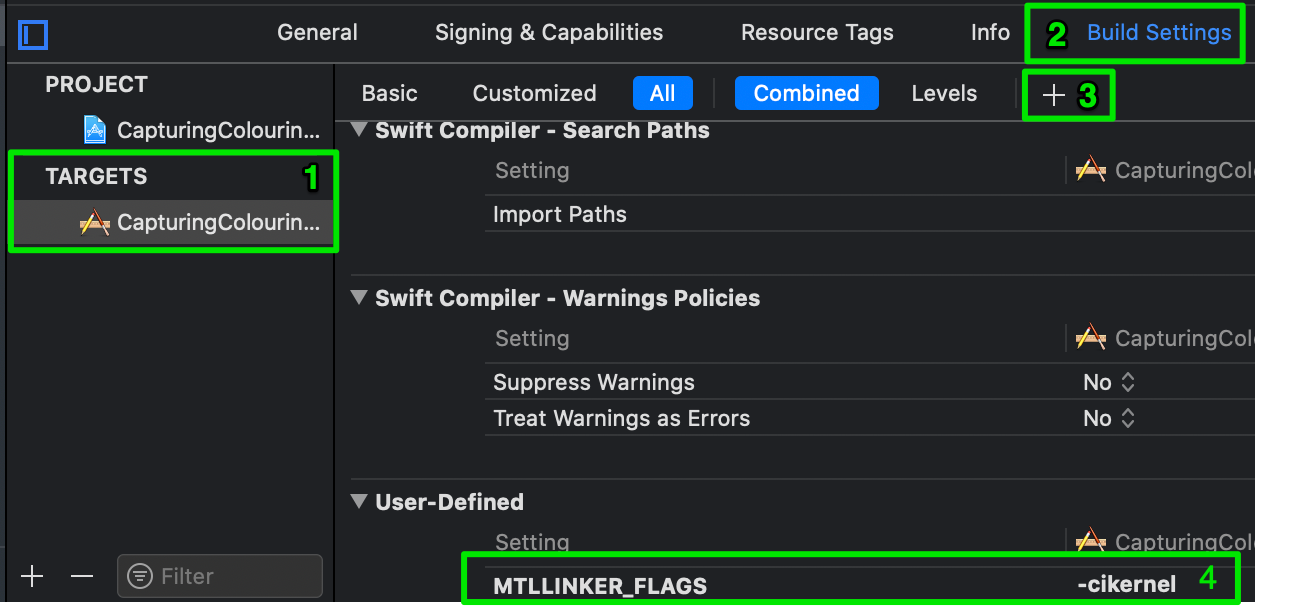 General Signing & Capabilities Resource Tags Info 2 Build Settings
PROJECT
Basic Customized All Combined Levels + 3
CapturingColourin...
Swift Compiler - Search Paths
TARGETS 1
Setting CapturingCol
CapturingColourin...
Import Paths
Swift Compiler - Warnings Policies
Setting CapturingCol
Suppress Warnings No
Treat Warnings as Errors No
User-Defined
Setting CapturingCol
Filter
MTLLINKER_FLAGS -cikernel 4